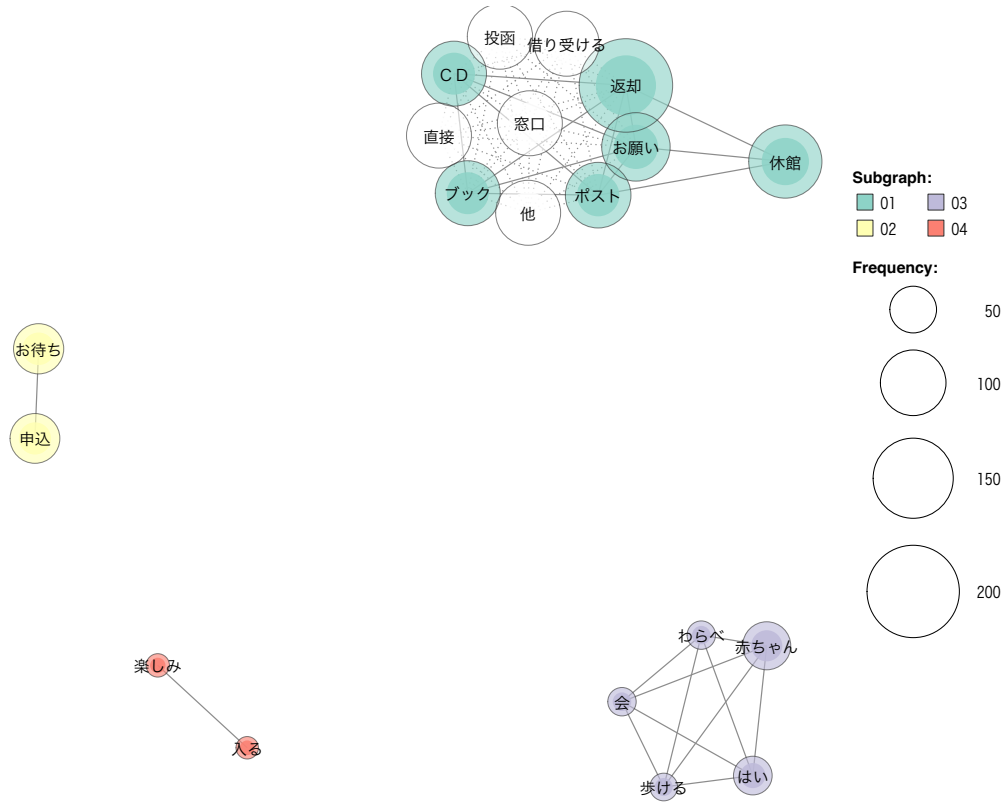 投函
借り受ける
ＣＤ
返却
窓口
直接
お願い
休館
ブック
ポスト
他
Subgraph:
01
03
02
04
Frequency:
50
100
150
200
お待ち
申込
楽しみ
入る
わらべ
赤ちゃん
会
はい
歩ける